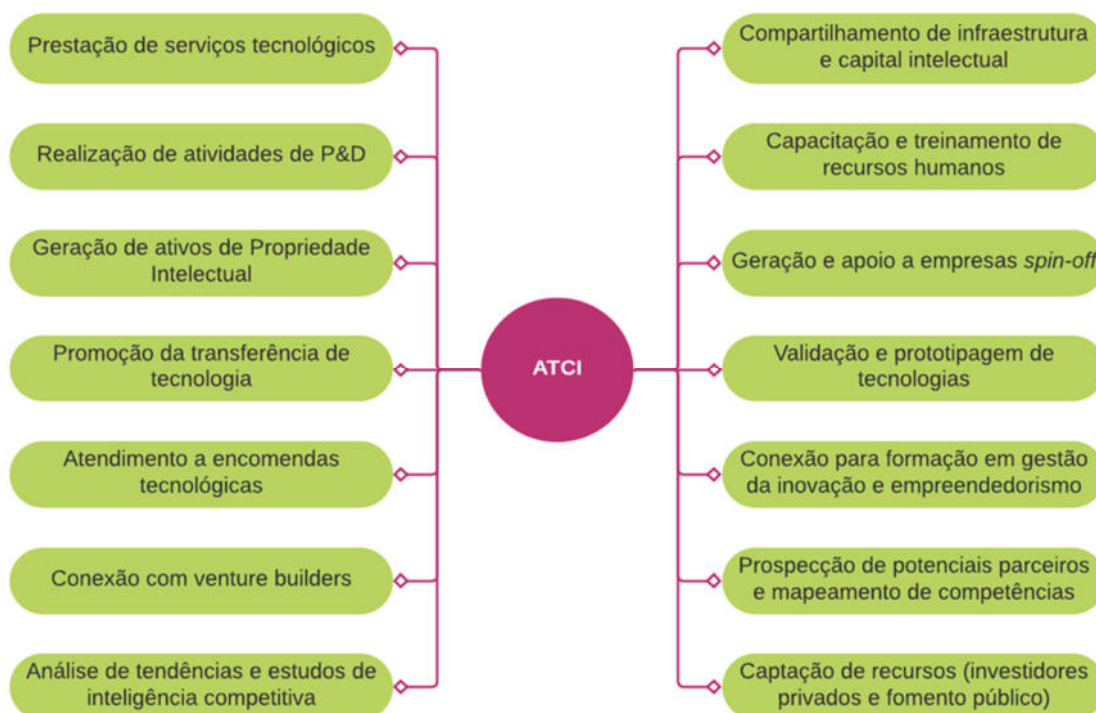 Prestação de serviços tecnológicos
Realização de atividades de P&D
Geração de ativos de Propriedade
Intelectual
Promoção da transferência de
tecnologia
Atendimento a encomendas
tecnológicas
Conexão com venture builders
Análise de tendências e estudos de
inteligência competitiva
ATCI
Compartilhamento de infraestrutura
e capital intelectual
Capacitação e treinamento de
recursos humanos
Geração e apoio a empresas spin-off
Validação e prototipagem de
tecnologias
Conexão para formação em gestão
da inovação e empreendedorismo
Prospecção de potenciais parceiros
e mapeamento de competências
Captação de recursos (investidores
privados e fomento público)